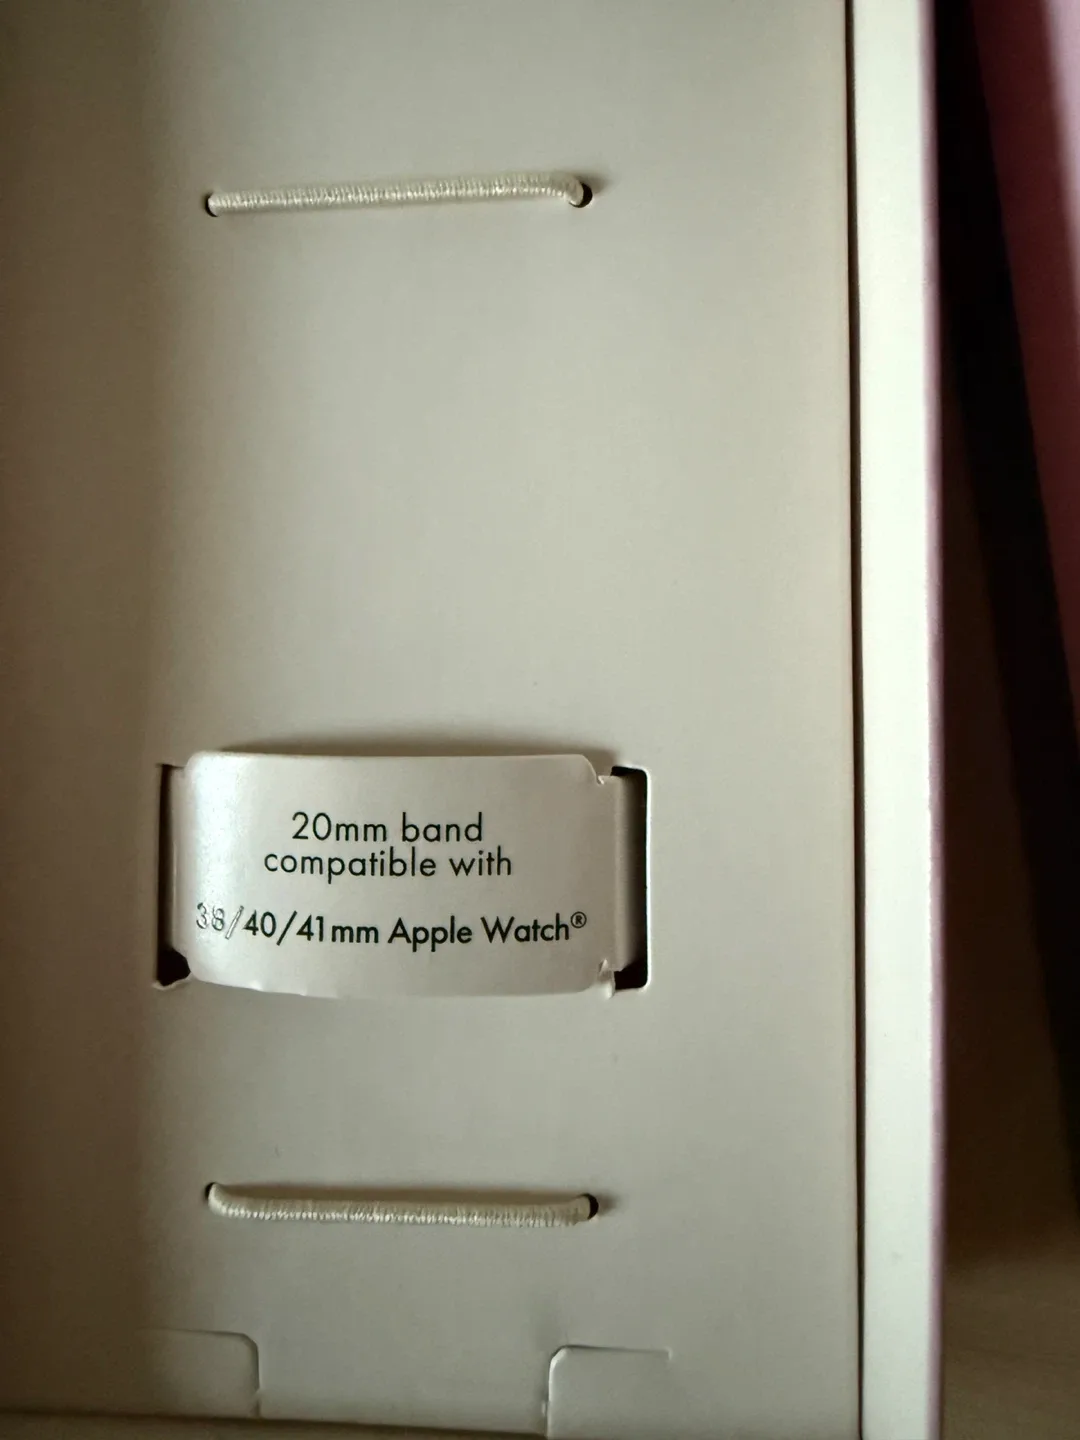 20mm band
compatible with
38/40/41mm Apple Watch®